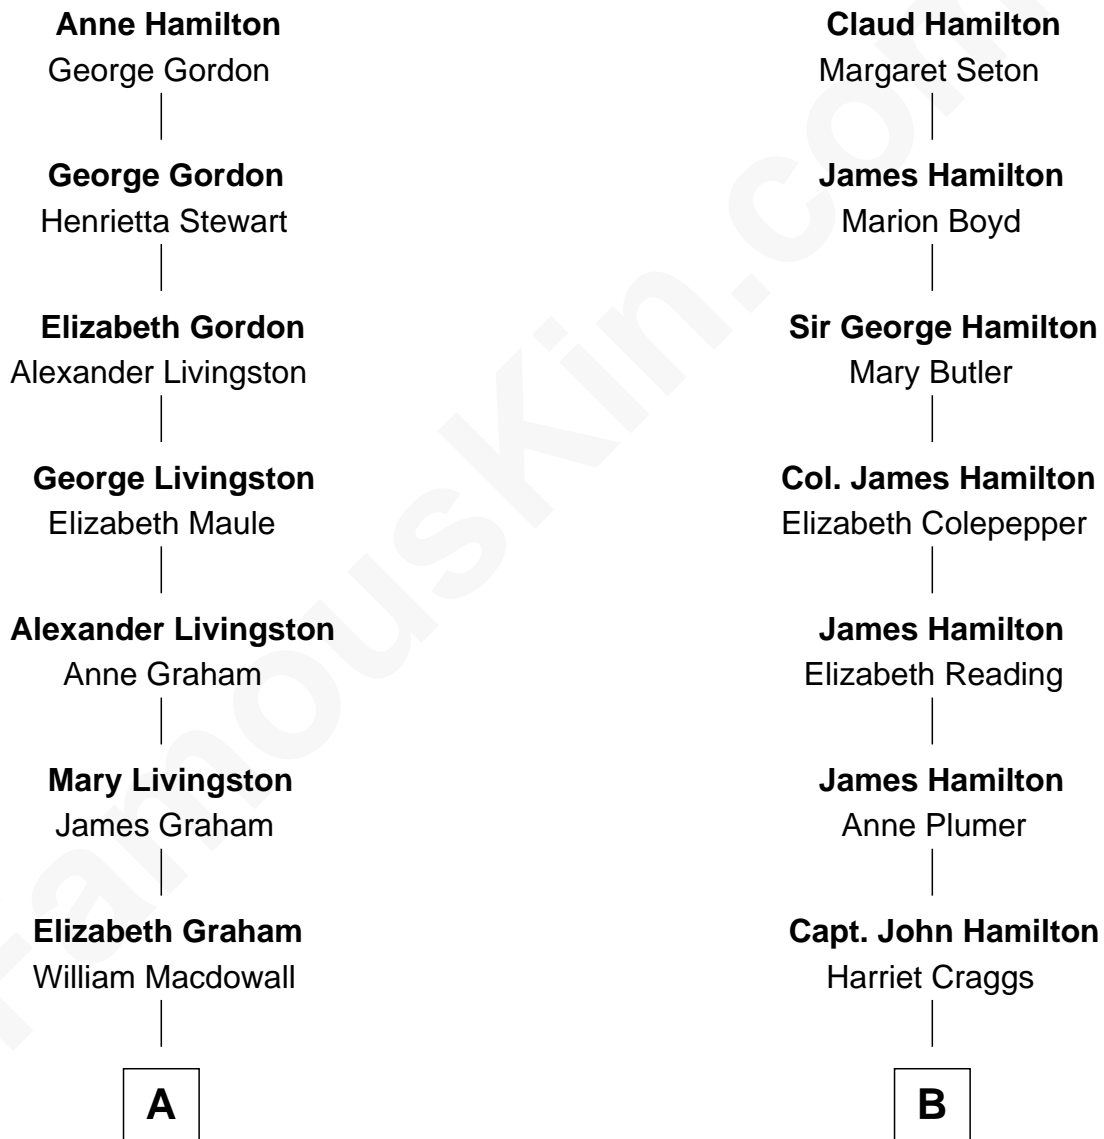 Anne Hamilton
George Gordon
George Gordon
Henrietta Stewart
Elizabeth Gordon
Alexander Livingston
George Livingston
Elizabeth Maule
Alexander Livingston
Anne Graham
Mary Livingston
James Graham
Elizabeth Graham
William Macdowall
A
Claud Hamilton
Margaret Seton
James Hamilton
Marion Boyd
Sir George Hamilton
Mary Butler
Col. James Hamilton
Elizabeth Colepepper
James Hamilton
Elizabeth Reading
James Hamilton
Anne Plumer
Capt. John Hamilton
Harriet Craggs
B
FamousKin.com